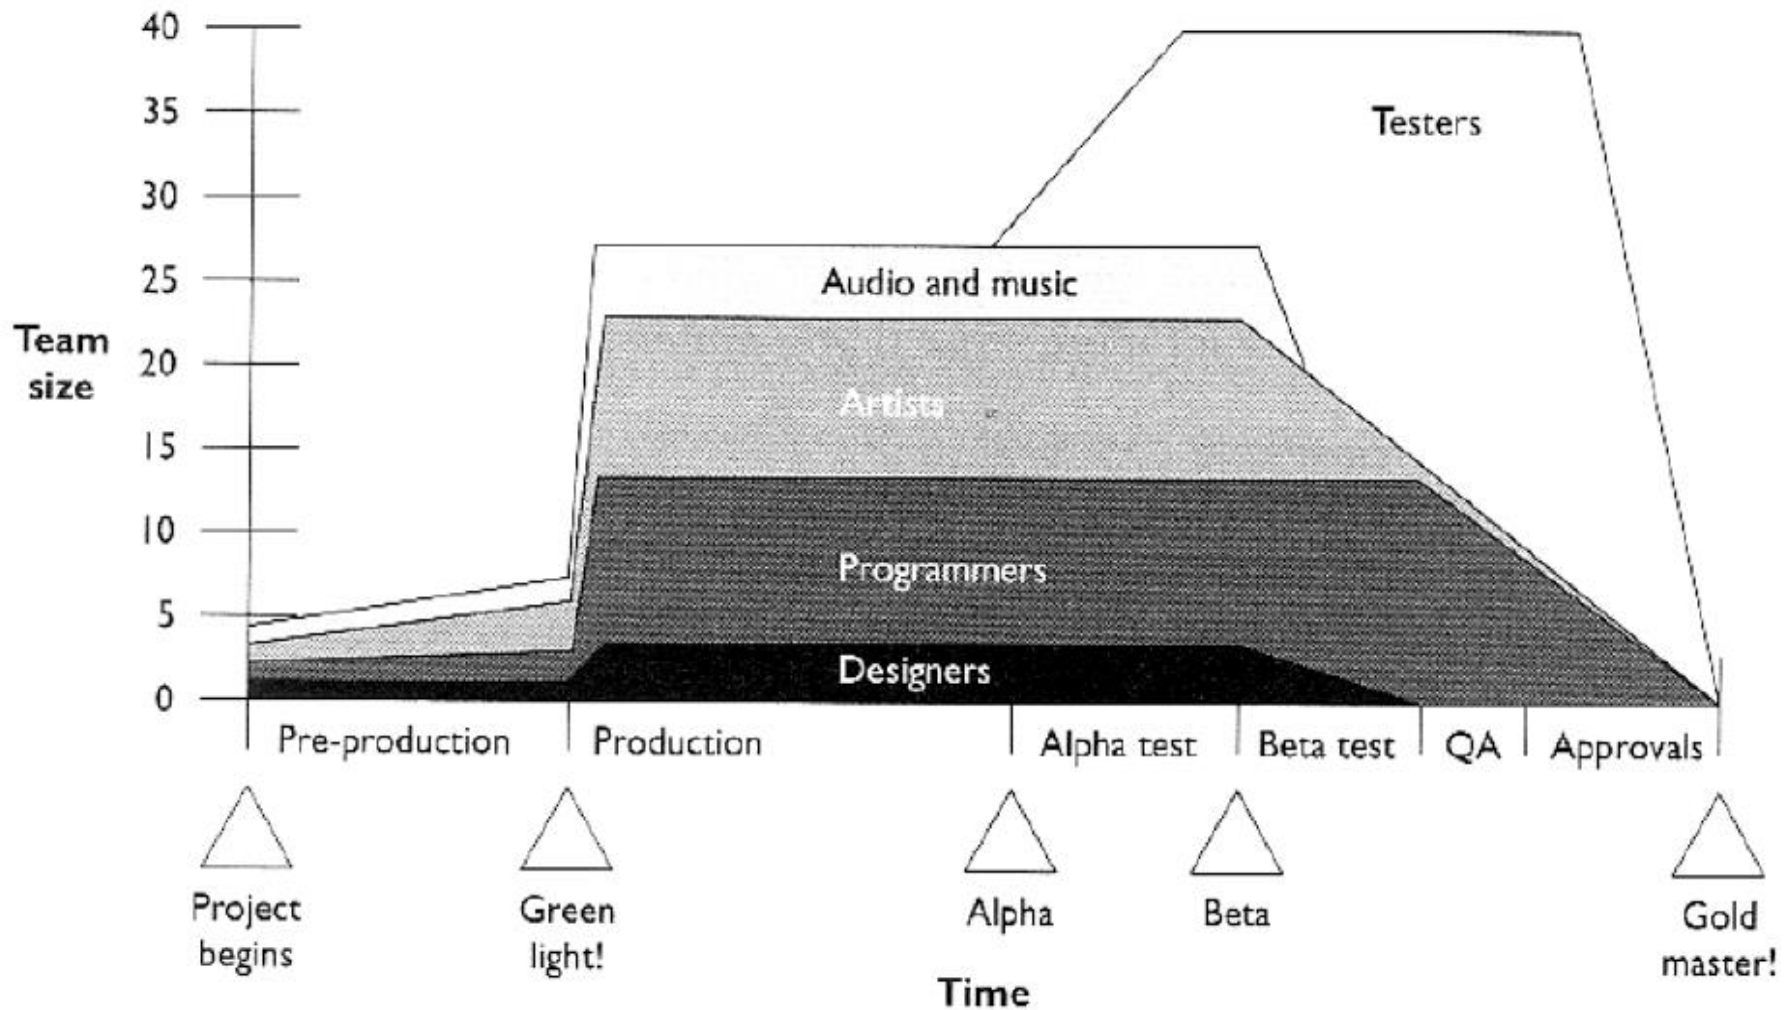 40
35
30
25
20
15
10
5
0
Team
size
Testers
Audio and music
Artists
Programmers
Designers
Pre-production
Production
Alpha test
Beta test
QA
Approvals
Project
begins
Green
light!
Alpha
Beta
Gold
master!
Time